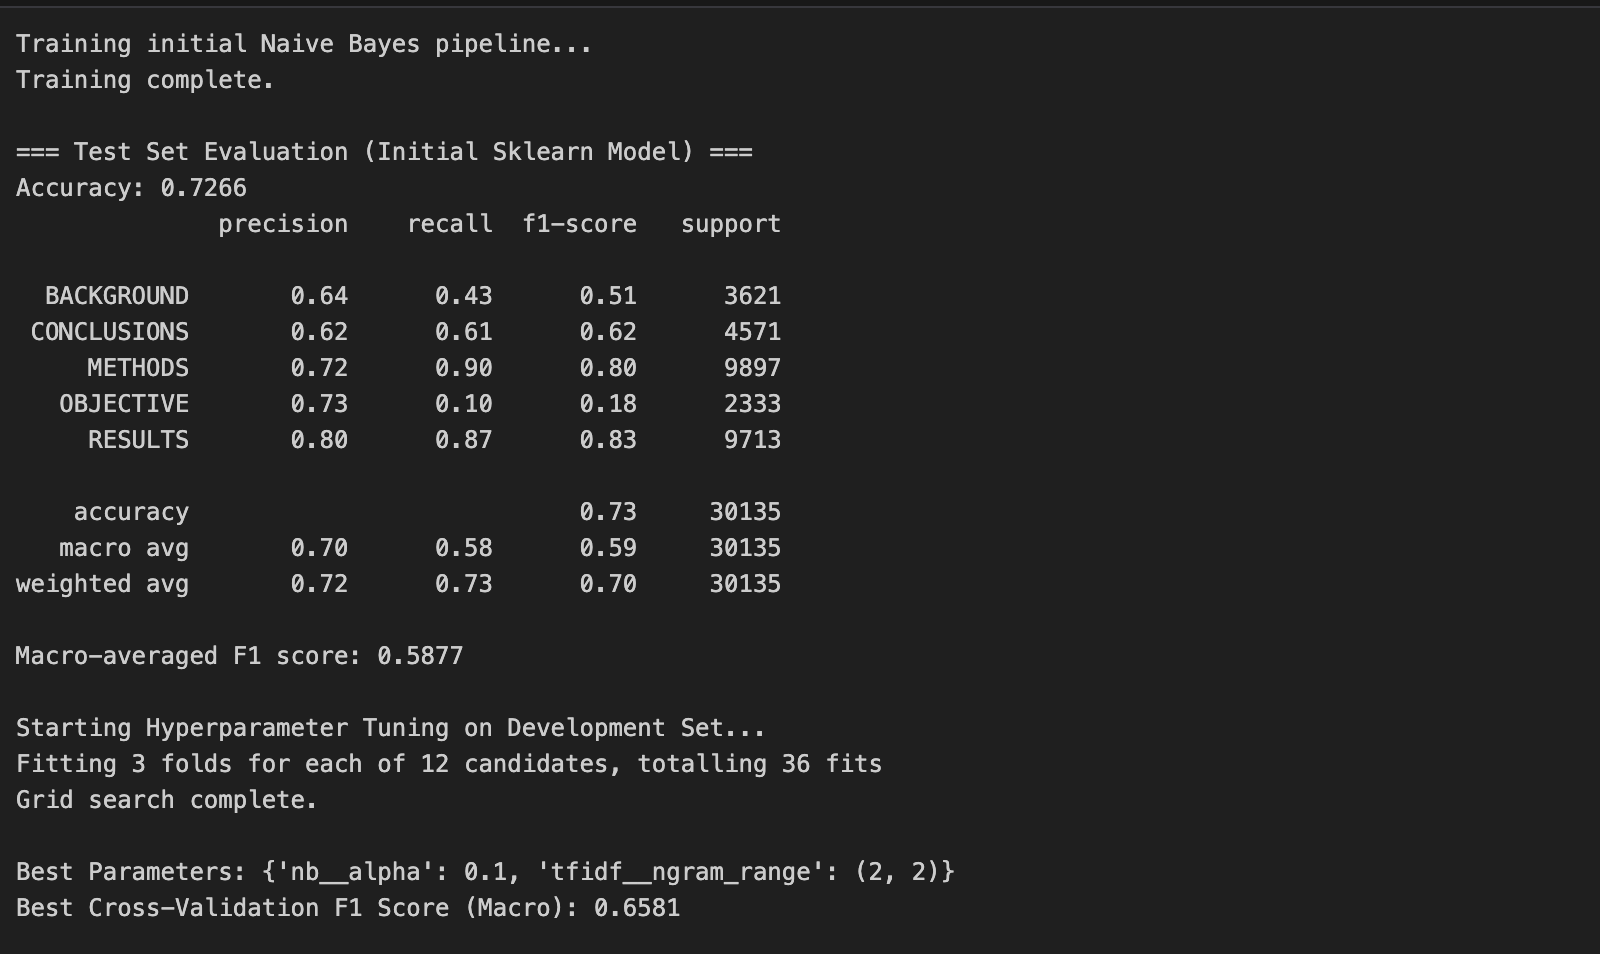 Training initial Naive Bayes pipeline...
Training complete.
=== Test Set Evaluation (Initial Sklearn Model) ===
Accuracy: 0.7266
precision    recall  f1-score   support
BACKGROUND       0.64      0.43      0.51      3621
CONCLUSIONS       0.62      0.61      0.62      4571
METHODS       0.72      0.90      0.80      9897
OBJECTIVE       0.73      0.10      0.18      2333
RESULTS       0.80      0.87      0.83      9713
accuracy                           0.73     30135
macro avg       0.70      0.58      0.59     30135
weighted avg       0.72      0.73      0.70     30135
Macro-averaged F1 score: 0.5877
Starting Hyperparameter Tuning on Development Set...
Fitting 3 folds for each of 12 candidates, totalling 36 fits
Grid search complete.
Best Parameters: {'nb__alpha': 0.1, 'tfidf__ngram_range': (2, 2)}
Best Cross-Validation F1 Score (Macro): 0.6581